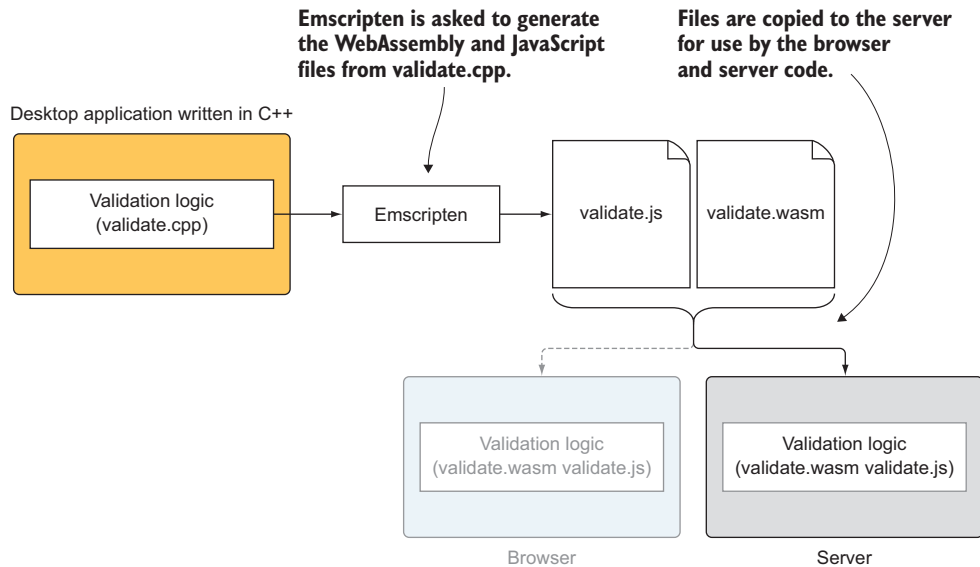 Emscripten is asked to generate
the WebAssembly and JavaScript
files from validate.cpp.
Files are copied to the server
for use by the browser
and server code.
Desktop application written in C++
Validation logic
(validate.cpp)
Emscripten
validate.js
validate.wasm
Validation logic
(validate.wasm validate.js)
Browser
Validation logic
(validate.wasm validate.js)
Server